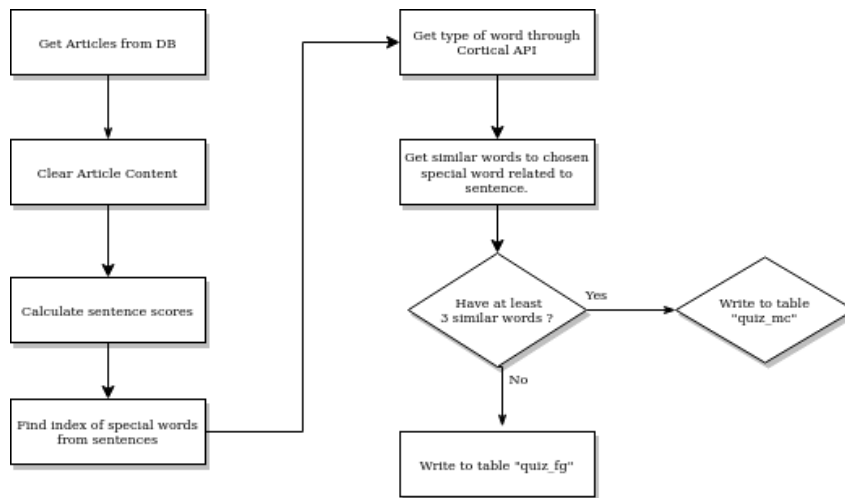 Get Articles from DB
Clear Article Content
Calculate sentence scores
Find index of special words
from sentences
Get type of word through
Cortical API
Get similar words to chosen
special word related to
sentence.
Have at least
3 similar words ?
Yes
Write to table
"quiz_mc"
No
Write to table "quiz_fg"